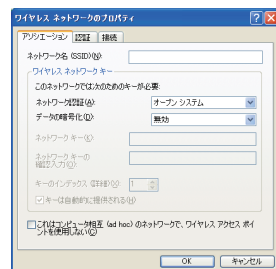 ワイヤレス ネットワークのプロパティ
アソシエーション 認証 接続
ネットワーク名 (SSID)(N):
ワイヤレス ネットワーク キー
このネットワークでは次のためのキーが必要:
ネットワーク認証(A): オープン システム
データの暗号化(D): 無効
ネットワーク キー(K):
ネットワーク キーの
確認入力(O):
キーのインデックス (詳細)(X): 1
キーは自動的に提供される(H)
これはコンピュータ相互 (ad hoc) のネットワークで、ワイヤレス アクセス ポイ
ントを使用しない(C)
OK キャンセル